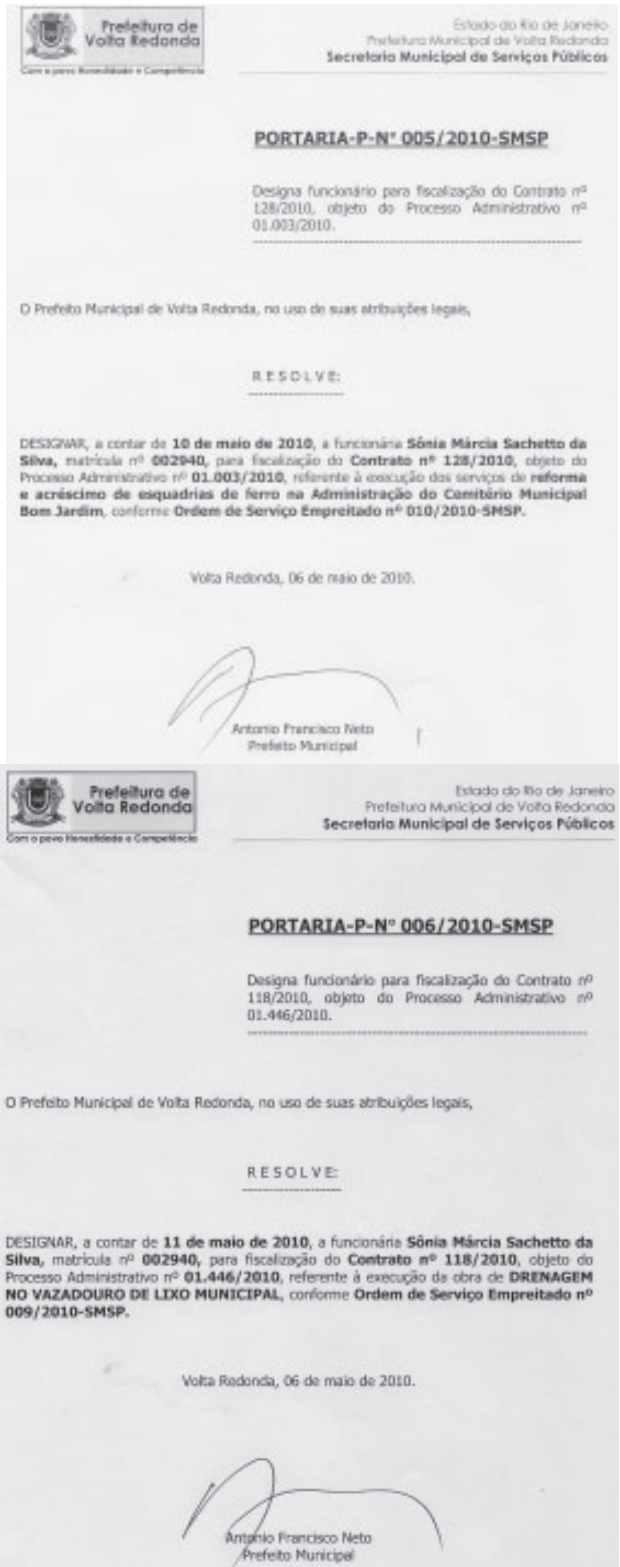 Prefeitura de
Volta Redonda
Com o povo Honestidade e Competência
Estado do Rio de Janeiro
Prefeitura Municipal de Volta Redonda
Secretaria Municipal de Serviços Públicos
PORTARIA-P-Nº 005/2010-SMSP
Designa funcionário para fiscalização do Contrato nº
128/2010, objeto do Processo Administrativo nº
01.003/2010.
O Prefeito Municipal de Volta Redonda, no uso de suas atribuições legais,
R E S O L V E:
DESIGNAR, a contar de 10 de maio de 2010, a funcionária Sônia Márcia Sachetto da
Silva, matrícula nº 002940, para fiscalização do Contrato nº 128/2010, objeto do
Processo Administrativo nº 01.003/2010, referente à execução dos serviços de reforma
e acréscimo de esquadrias de ferro na Administração do Cemitério Municipal
Bom Jardim, conforme Ordem de Serviço Empreitado nº 010/2010-SMSP.
Volta Redonda, 06 de maio de 2010.
Antonio Francisco Neto
Prefeito Municipal
Prefeitura de
Volta Redonda
Com o povo Honestidade e Competência
Estado do Rio de Janeiro
Prefeitura Municipal de Volta Redonda
Secretaria Municipal de Serviços Públicos
PORTARIA-P-Nº 006/2010-SMSP
Designa funcionário para fiscalização do Contrato nº
118/2010, objeto do Processo Administrativo nº
01.446/2010.
O Prefeito Municipal de Volta Redonda, no uso de suas atribuições legais,
R E S O L V E:
DESIGNAR, a contar de 11 de maio de 2010, a funcionária Sônia Márcia Sachetto da
Silva, matrícula nº 002940, para fiscalização do Contrato nº 118/2010, objeto do
Processo Administrativo nº 01.446/2010, referente à execução da obra de DRENAGEM
NO VAZADOURO DE LIXO MUNICIPAL, conforme Ordem de Serviço Empreitado nº
009/2010-SMSP.
Volta Redonda, 06 de maio de 2010.
Antonio Francisco Neto
Prefeito Municipal